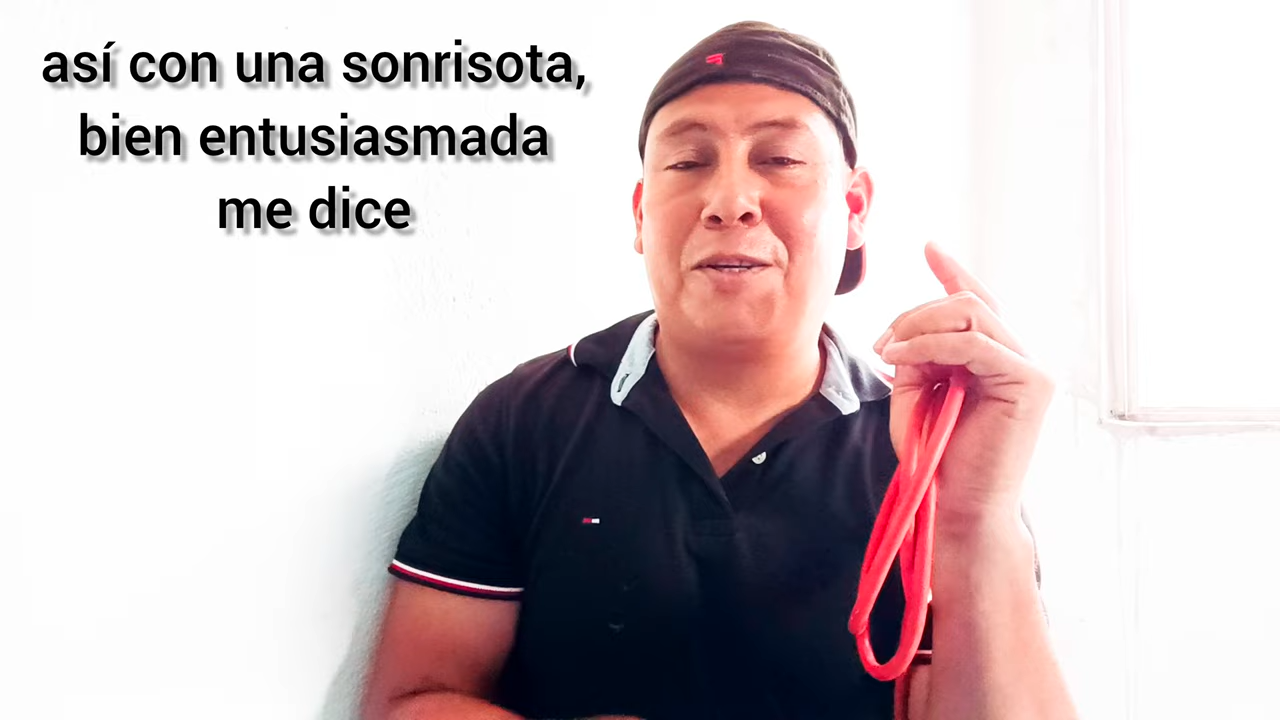 así con una sonrisota,
bien entusiasmada
me dice